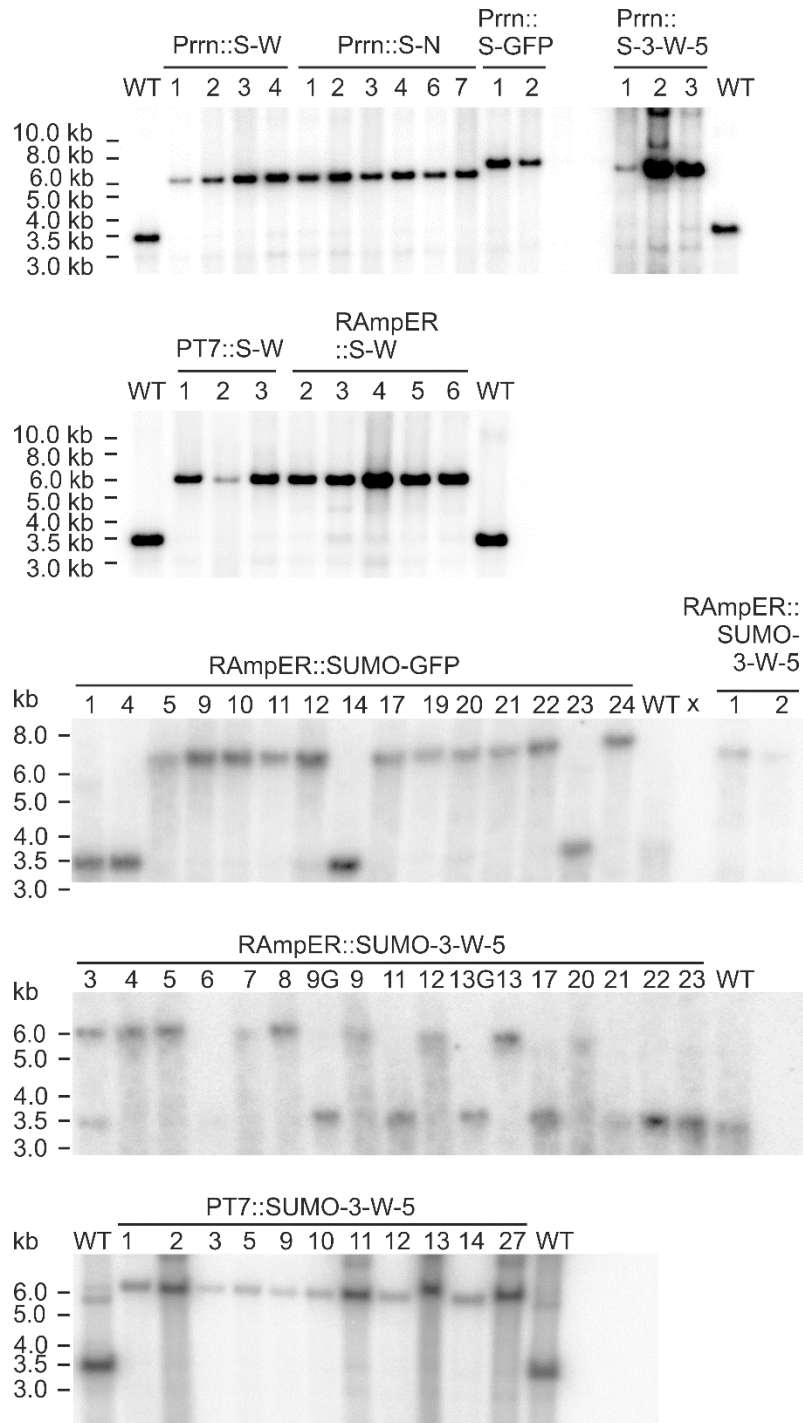 Prrn:: Prrn::
Prrn::S-W Prrn::S-N S-GFP S-3-W-5
WT 1 2 3 4 1 2 3 4 6 7 1 2 1 2 3 WT
10.0 kb
8.0 kb
6.0 kb
5.0 kb
4.0 kb
3.5 kb
3.0 kb
RAmpER
PT7::S-W ::S-W
WT 1 2 3 2 3 4 5 6 WT
10.0 kb
8.0 kb
6.0 kb
5.0 kb
4.0 kb
3.5 kb
3.0 kb
RAmpER::
SUMO-
RAmpER::SUMO-GFP 3-W-5
kb 1 4 5 9 10 11 12 14 17 19 20 21 22 23 24 WT x 1 2
8.0
6.0
5.0
4.0
3.5
3.0
RAmpER::SUMO-3-W-5
kb 3 4 5 6 7 8 9G 9 11 12 13G 13 17 20 21 22 23 WT
6.0
5.0
4.0
3.5
3.0
PT7::SUMO-3-W-5
kb WT 1 2 3 5 9 10 11 12 13 14 27 WT
6.0
5.0
4.0
3.5
3.0